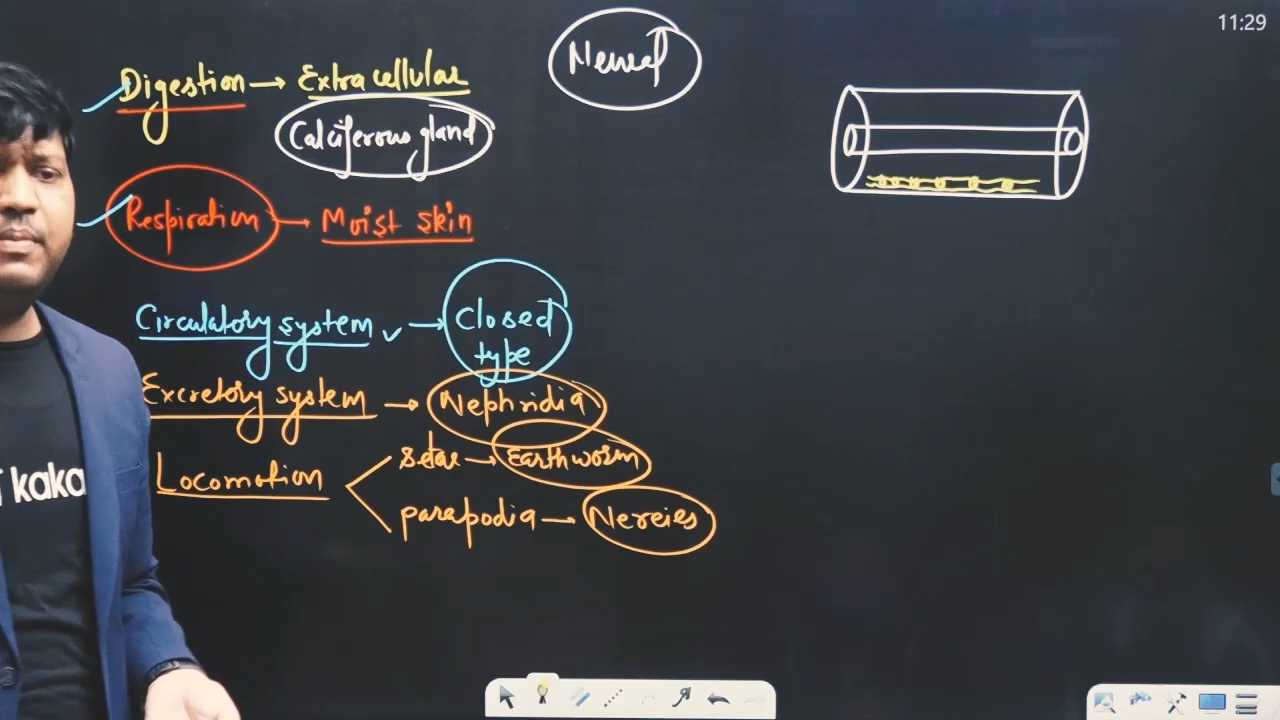 11:29
Nerve
Digestion → Extracellular
Calciferous gland
Respiration → Moist skin
Circulatory system ✓ → Closed type
Excretory system → Nephridia
Locomotion
setae → Earthworm
parapodia → Nereies
kaka